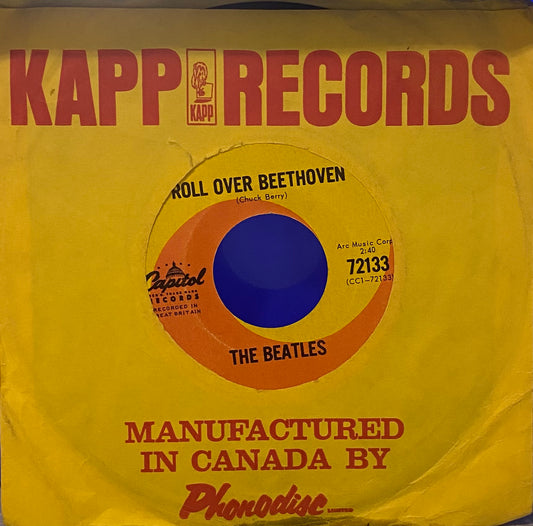 KAPP RECORDS
KAPP
ROLL OVER BEETHOVEN
(Chuck Berry)
Arc Music Corp
2:40
72133
(CC1-72133)
Capitol
RECORDS
RECORDED IN
GREAT BRITAIN
THE BEATLES
MANUFACTURED
IN CANADA BY
Phonodisc LIMITED